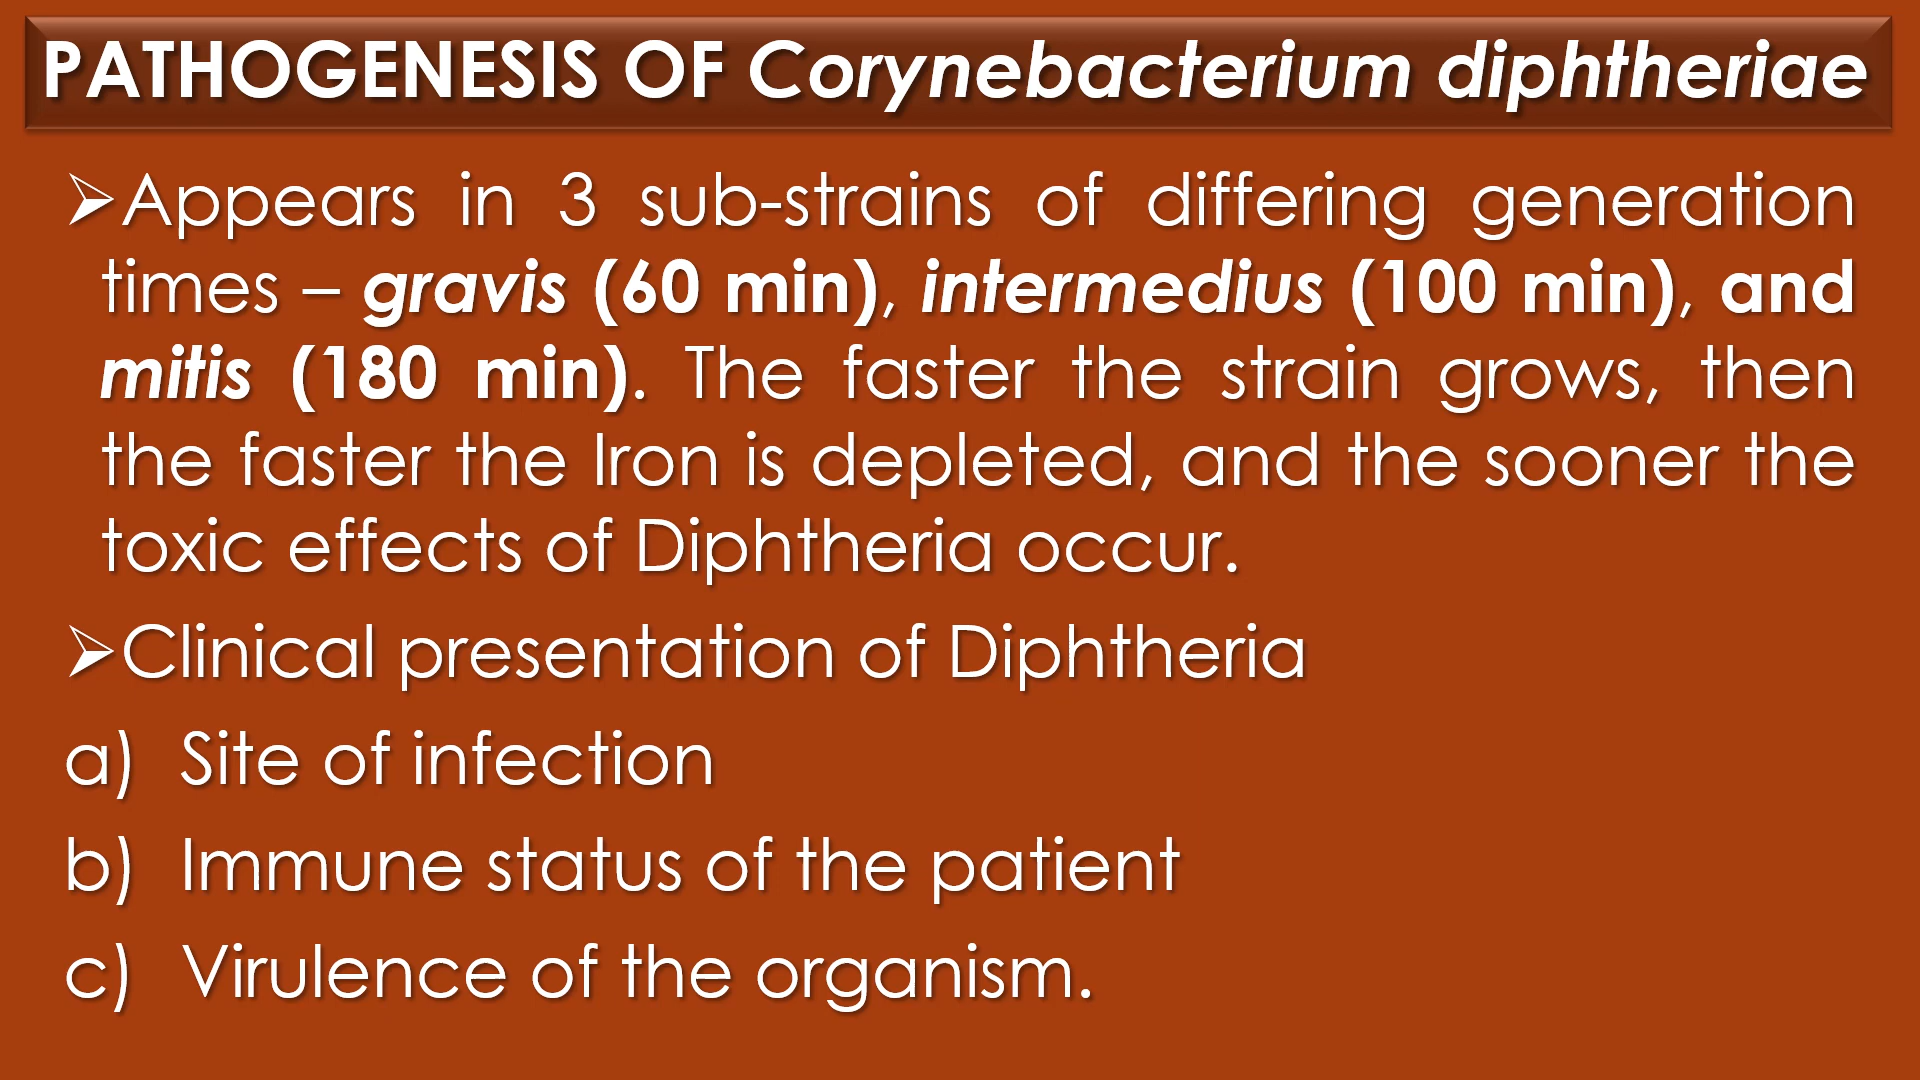 PATHOGENESIS OF Corynebacterium diphtheriae
➢Appears in 3 sub-strains of differing generation
times – gravis (60 min), intermedius (100 min), and
mitis (180 min). The faster the strain grows, then
the faster the Iron is depleted, and the sooner the
toxic effects of Diphtheria occur.
➢Clinical presentation of Diphtheria
a) Site of infection
b) Immune status of the patient
c) Virulence of the organism.